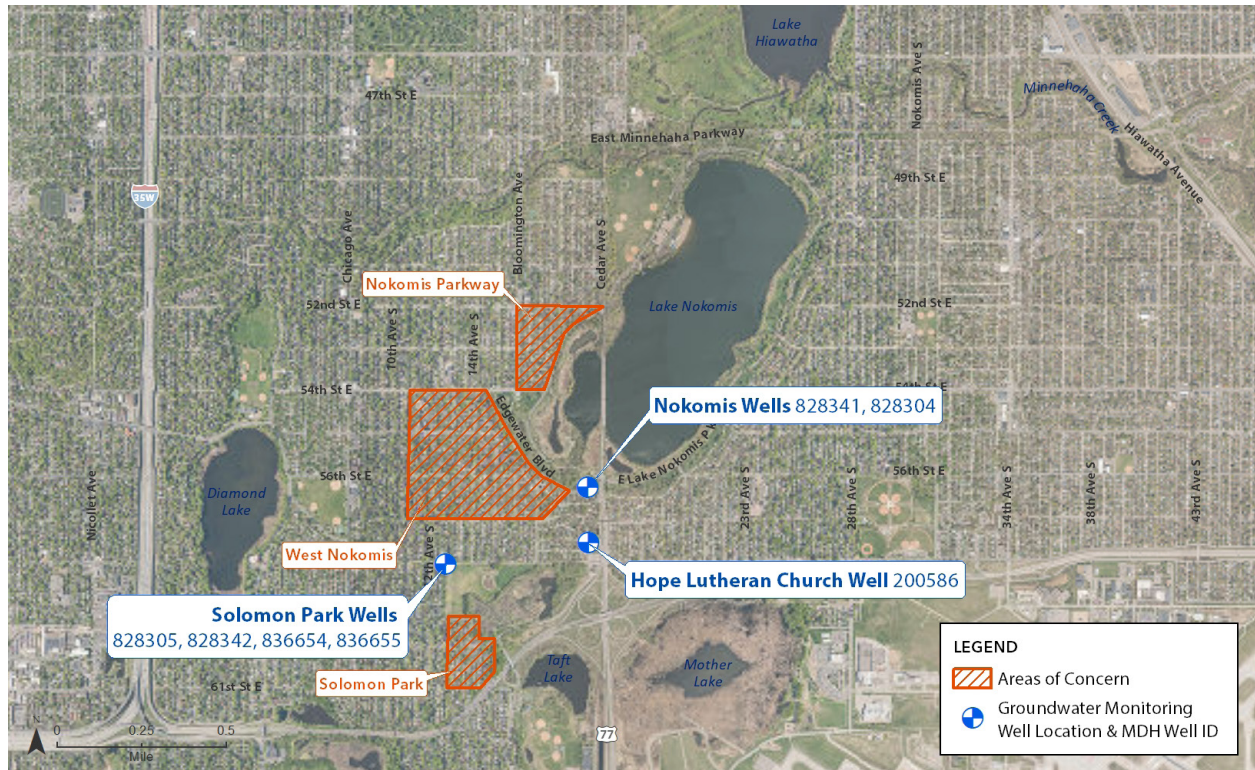 Lake
Hiawatha
47th St E
Nokomis Ave S
Minnehaha Creek
Hiawatha Avenue
East Minnehaha Parkway
49th St E
35W
Chicago Ave
Bloomington Ave
Cedar Ave S
Nokomis Parkway
52nd St E
Lake Nokomis
52nd St E
10th Ave S
14th Ave S
54th St E
54th St E
Nokomis Wells 828341, 828304
Edgewater Blvd
E Lake Nokomis
56th St E
56th St E
Diamond
Lake
Nicollet Ave
23rd Ave S
28th Ave S
34th Ave S
38th Ave S
43rd Ave S
West Nokomis
Hope Lutheran Church Well 200586
Solomon Park Wells
828305, 828342, 836654, 836655
Solomon Park
61st St E
Taft
Lake
Mother
Lake
77
N
0 0.25 0.5
Mile
LEGEND
Areas of Concern
Groundwater Monitoring
Well Location & MDH Well ID